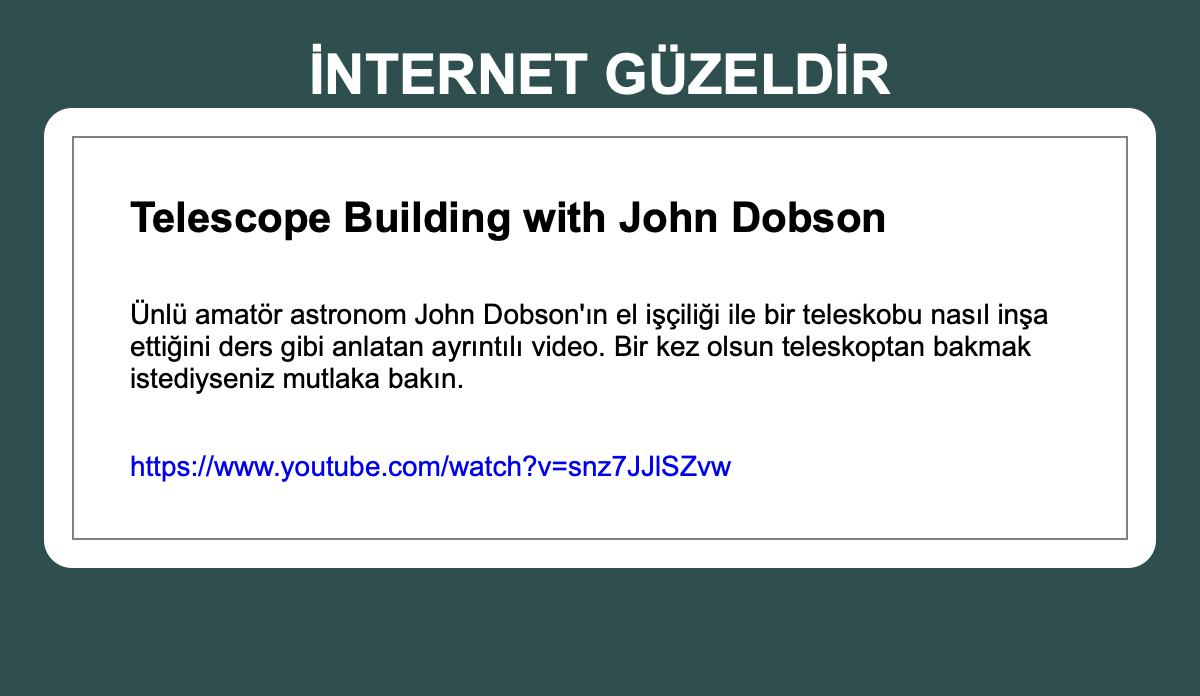 İNTERNET GÜZELDİR
Telescope Building with John Dobson
Ünlü amatör astronom John Dobson'ın el işçiliği ile bir teleskobu nasıl inşa
ettiğini ders gibi anlatan ayrıntılı video. Bir kez olsun teleskoptan bakmak
istediyseniz mutlaka bakın.
https://www.youtube.com/watch?v=snz7JJlSZvw